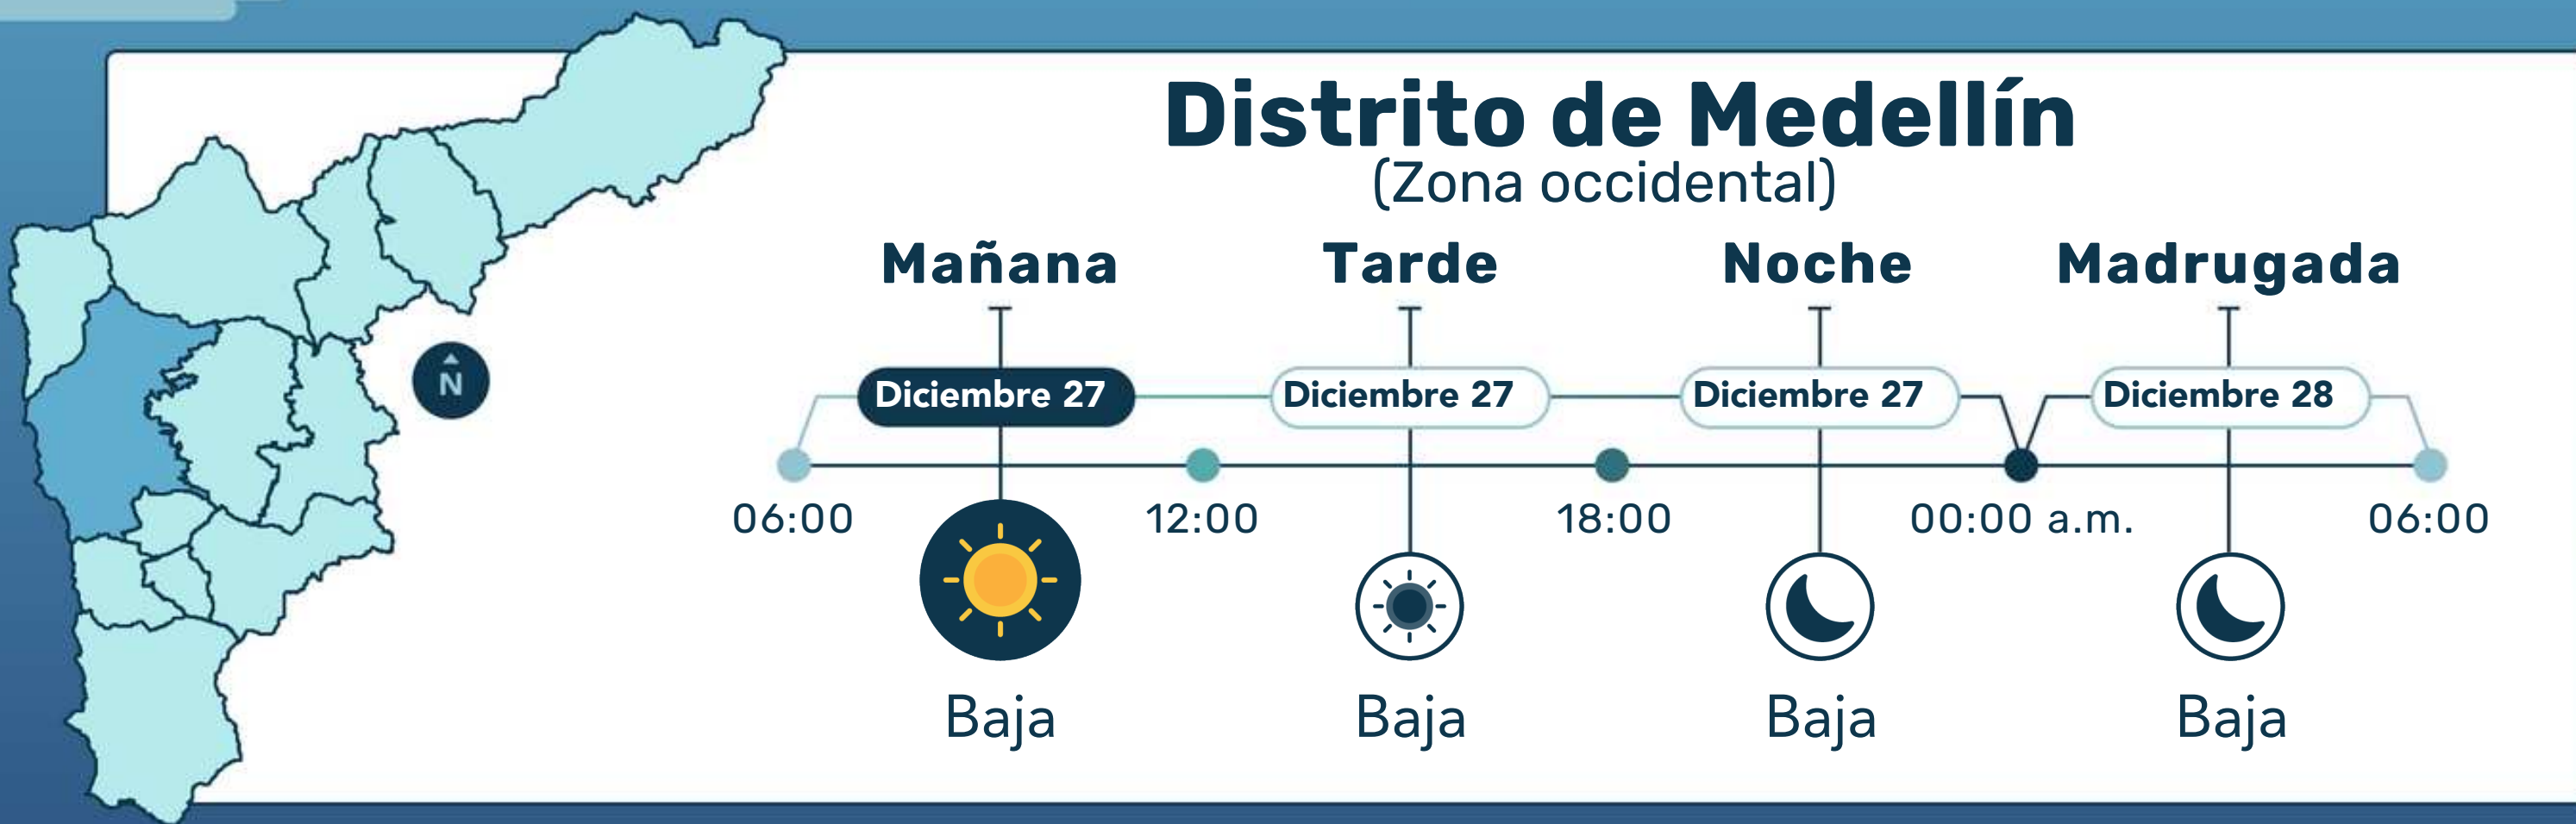 Distrito de Medellín
(Zona occidental)
Mañana Tarde Noche Madrugada
N
Diciembre 27 Diciembre 27 Diciembre 27 Diciembre 28
06:00 12:00 18:00 00:00 a.m. 06:00
Baja Baja Baja Baja